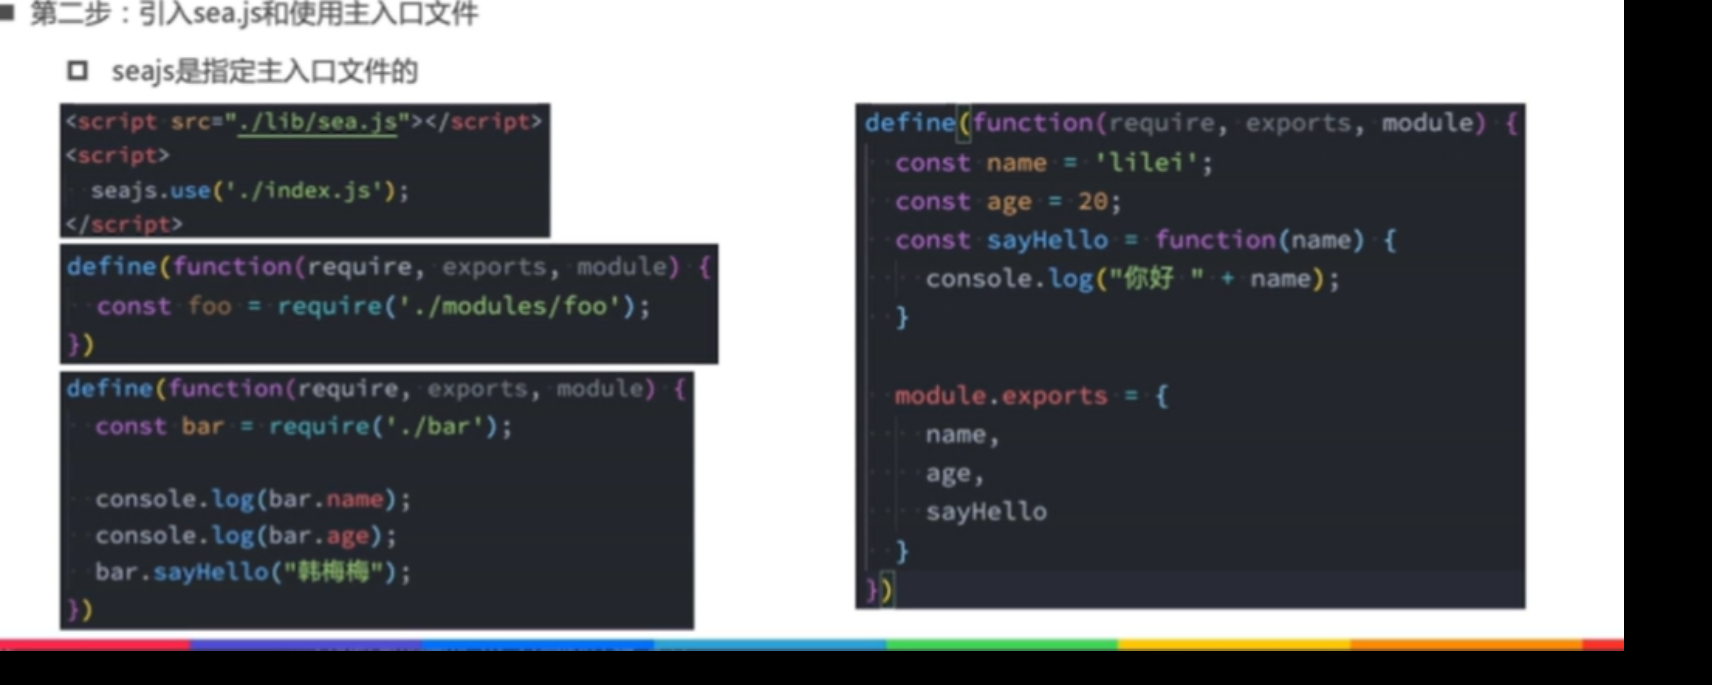 第二步：引入sea.js和使用主入口文件
seajs是指定主入口文件的
<script src="./lib/sea.js"></script>
<script>
seajs.use('./index.js');
</script>
define(function(require, exports, module) {
const foo = require('./modules/foo');
})
define(function(require, exports, module) {
const bar = require('./bar');
console.log(bar.name);
console.log(bar.age);
bar.sayHello("韩梅梅");
})
define(function(require, exports, module) {
const name = 'lilei';
const age = 20;
const sayHello = function(name) {
console.log("你好 " + name);
}
module.exports = {
name,
age,
sayHello
}
})